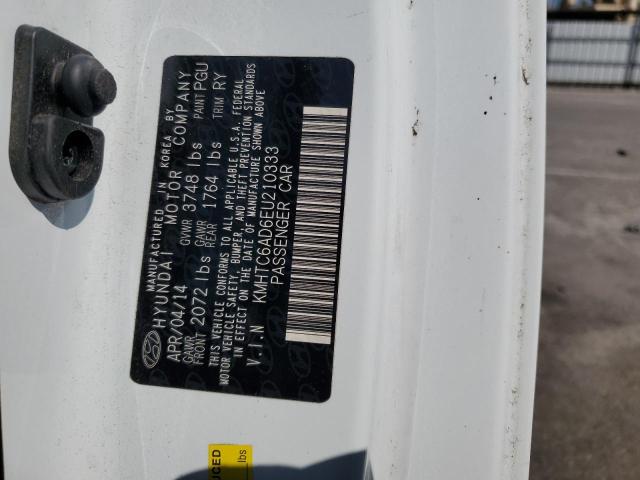 MANUFACTURED IN KOREA BY
HYUNDAI MOTOR COMPANY
APR/04/14 GVWR 3748 lbs PAINT PGU
GAWR FRONT 2072 lbs GAWR REAR 1764 lbs TRIM RY
THIS VEHICLE CONFORMS TO ALL APPLICABLE U.S.A. FEDERAL
MOTOR VEHICLE SAFETY, BUMPER, AND THEFT PREVENTION STANDARDS
IN EFFECT ON THE DATE OF MANUFACTURE SHOWN ABOVE
V.I.N KMHTC6AD6EU210333
PASSENGER CAR
UCED
lbs